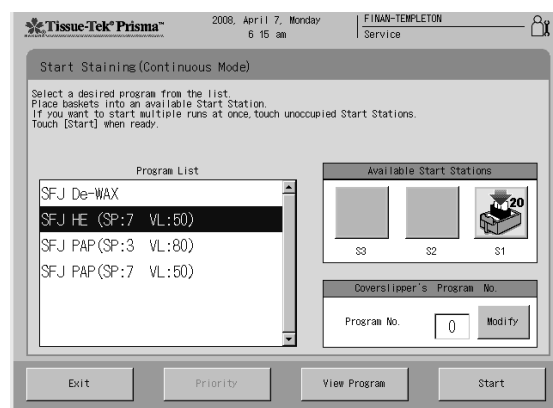 Tissue-Tek® Prisma™
2008, April 7, Monday
6 15 am
FINAN-TEMPLETON
Service
Start Staining(Continuous Mode)
Select a desired program from the list.
Place baskets into an available Start Station.
If you want to start multiple runs at once, touch unoccupied Start Stations.
Touch [Start] when ready.
Program List
SFJ De-WAX
SFJ HE (SP:7 VL:50)
SFJ PAP(SP:3 VL:80)
SFJ PAP(SP:7 VL:50)
Available Start Stations
20
S3 S2 S1
Coverslipper's Program No.
Program No. 0 Modify
Exit Priority View Program Start